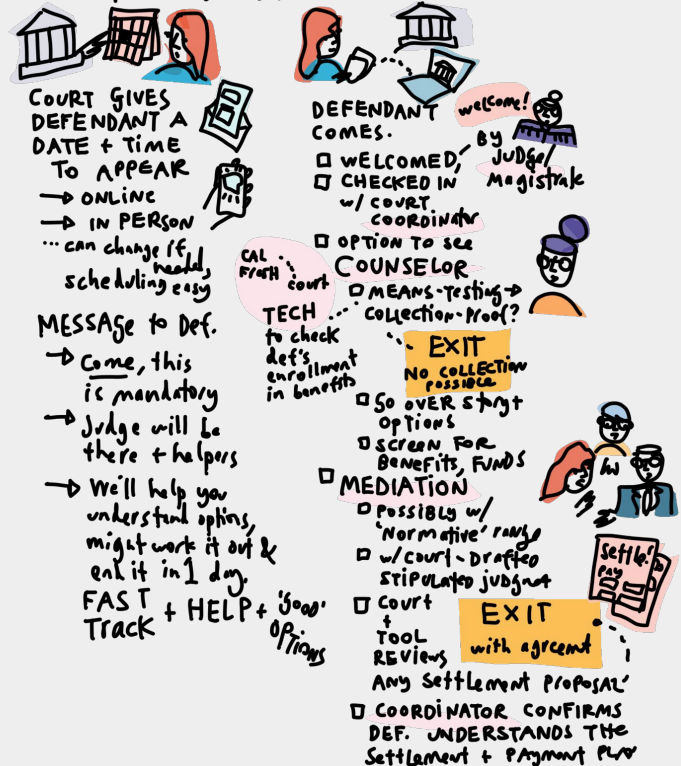 COURT GIVES
DEFENDANT A
DATE + TIME
TO APPEAR
→ ONLINE
→ IN PERSON
... can change if
needed,
scheduling easy
MESSAGE to Def.
→ Come, this
is mandatory
→ Judge will be
there + helpers
→ We'll help you
understand options,
might work it out &
end it in 1 day.
FAST
Track + HELP + 'good'
OPTIONS
DEFENDANT
COMES.
welcome!
□ WELCOMED, BY
JUDGE/
Magistrate
□ CHECKED IN
w/ COURT
COORDINATOR
□ OPTION TO SEE
COUNSELOR
□ MEANS-Testing →
COLLECTION-PROOF?
CAL
FRESH
court
TECH
to check
def's
enrollment
in benefits
EXIT
NO COLLECTION
POSSIBLE
□ GO OVER Story +
OPTIONS
□ SCREEN FOR
BENEFITS, FUNDS
□ MEDIATION
□ POSSIBLY w/
'Normative' range
□ w/ Court-Drafted
STIPULATED judgmt
Settle!
PAY
□ Court
+
TOOL
REVIEWS
ANY Settlement PROPOSAL
EXIT
with agreemt
□ COORDINATOR CONFIRMS
DEF. UNDERSTANDS THE
Settlement + PAYMENT PLAN